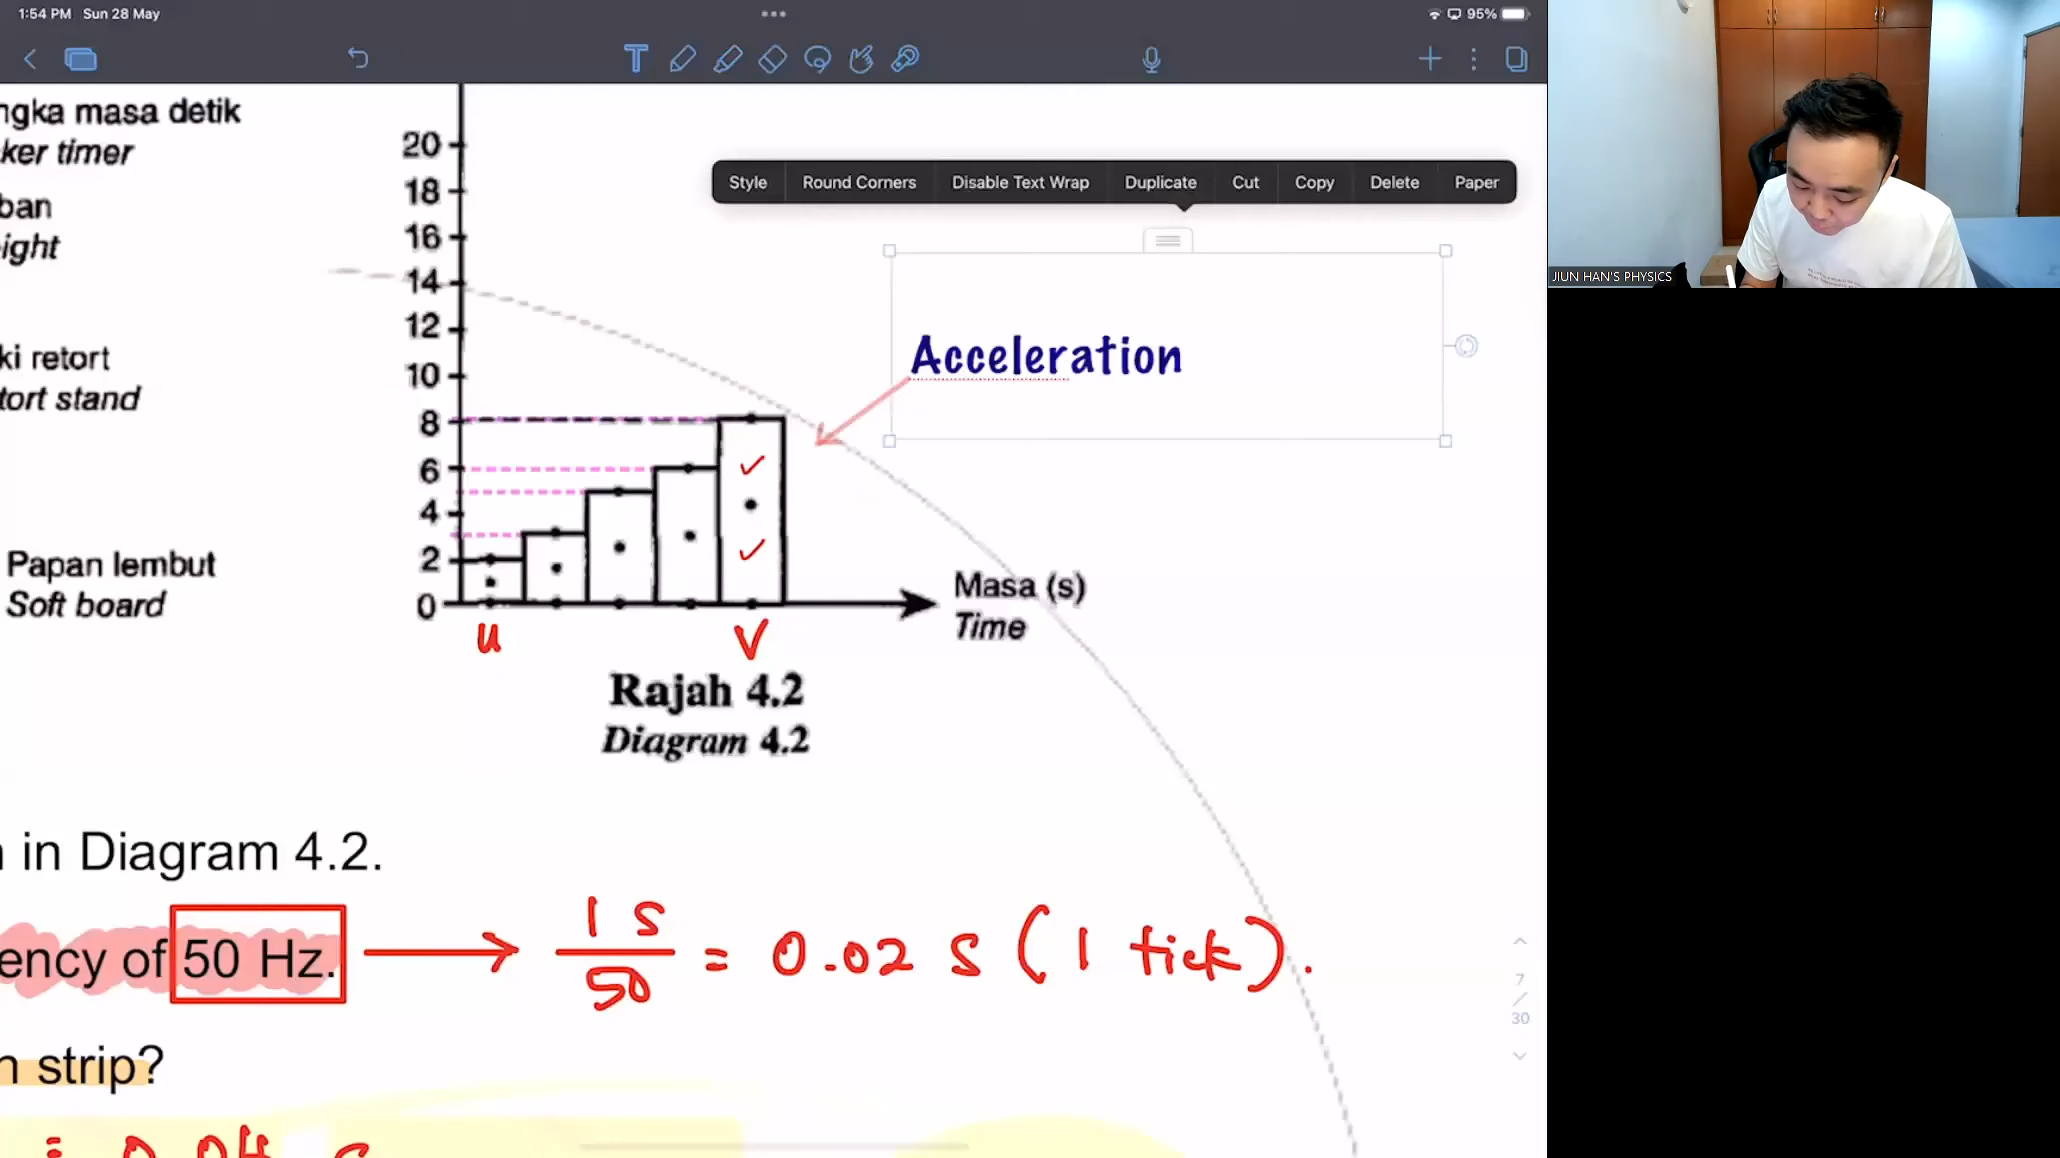 1:54 PM Sun 28 May
95%
ngka masa detik
ker timer
ban
ight
ki retort
tort stand
Papan lembut
Soft board
20
18
16
14
12
10
8
6
4
2
0
Style Round Corners Disable Text Wrap Duplicate Cut Copy Delete Paper
Acceleration
Masa (s)
Time
u
v
Rajah 4.2
Diagram 4.2
in Diagram 4.2.
ency of 50 Hz.
1 s
50
= 0.02 s (1 tick).
n strip?
= 0.04 s
7
/
30
JIUN HAN'S PHYSICS